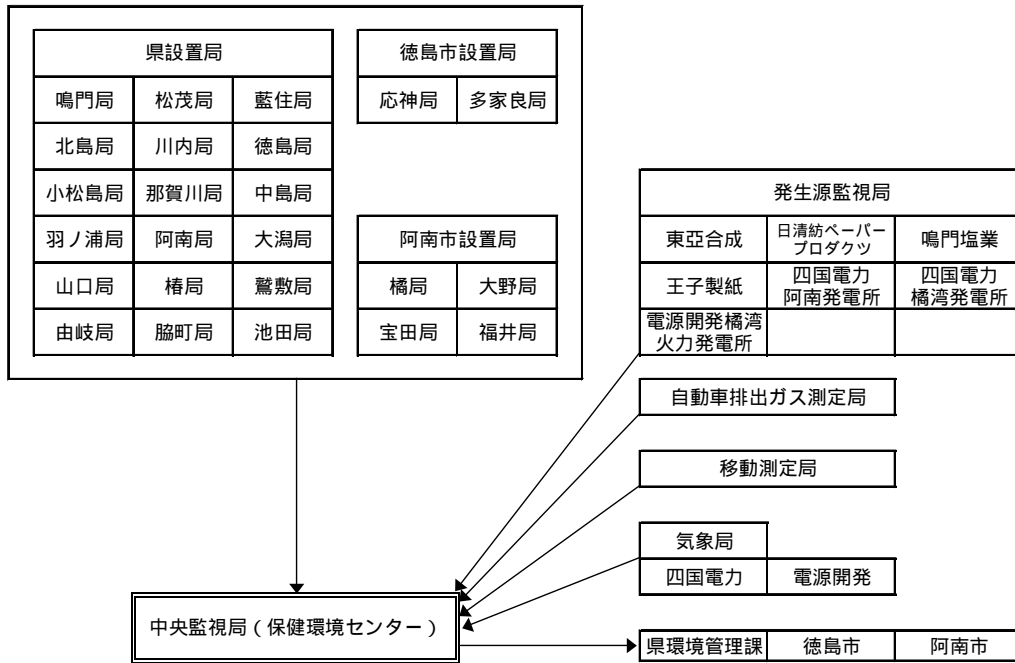 県設置局
鳴門局 松茂局 藍住局
北島局 川内局 徳島局
小松島局 那賀川局 中島局
羽ノ浦局 阿南局 大潟局
山口局 椿局 鷲敷局
由岐局 脇町局 池田局
徳島市設置局
応神局 多家良局
阿南市設置局
橘局 大野局
宝田局 福井局
発生源監視局
東亞合成 日清紡ペーパー 鳴門塩業
プロダクツ
王子製紙 四国電力 四国電力
阿南発電所 橘湾発電所
電源開発橘湾
火力発電所
自動車排出ガス測定局
移動測定局
気象局
四国電力 電源開発
中央監視局(保健環境センター)
県環境管理課 徳島市 阿南市